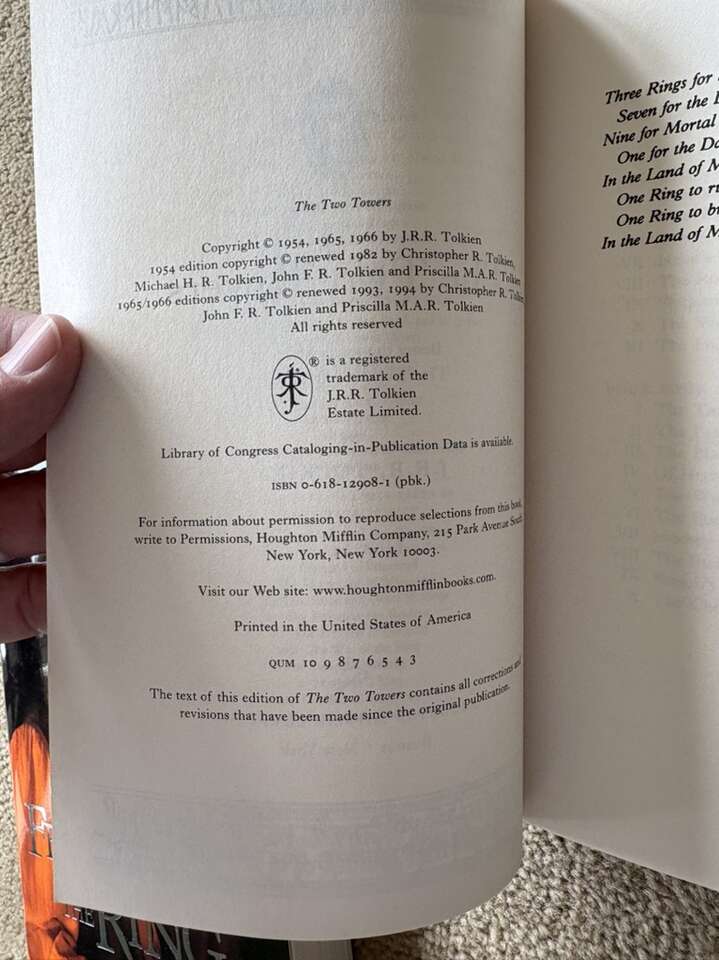 The Two Towers
Copyright © 1954, 1965, 1966 by J.R.R. Tolkien
1954 edition copyright © renewed 1982 by Christopher R. Tolkien,
Michael H. R. Tolkien, John F. R. Tolkien and Priscilla M.A.R. Tolkien
1965/1966 editions copyright © renewed 1993, 1994 by Christopher R. Tolkien,
John F. R. Tolkien and Priscilla M.A.R. Tolkien
All rights reserved
® is a registered
trademark of the
J.R.R. Tolkien
Estate Limited.
Library of Congress Cataloging-in-Publication Data is available.
ISBN 0-618-12908-1 (pbk.)
For information about permission to reproduce selections from this book,
write to Permissions, Houghton Mifflin Company, 215 Park Avenue South,
New York, New York 10003.
Visit our Web site: www.houghtonmifflinbooks.com.
Printed in the United States of America
QUM 10 9 8 7 6 5 4 3
The text of this edition of The Two Towers contains all corrections and
revisions that have been made since the original publication.
Three Rings for
Seven for the
Nine for Mortal
One for the
In the Land of
One Ring to
One Ring to
In the Land of
THE RING